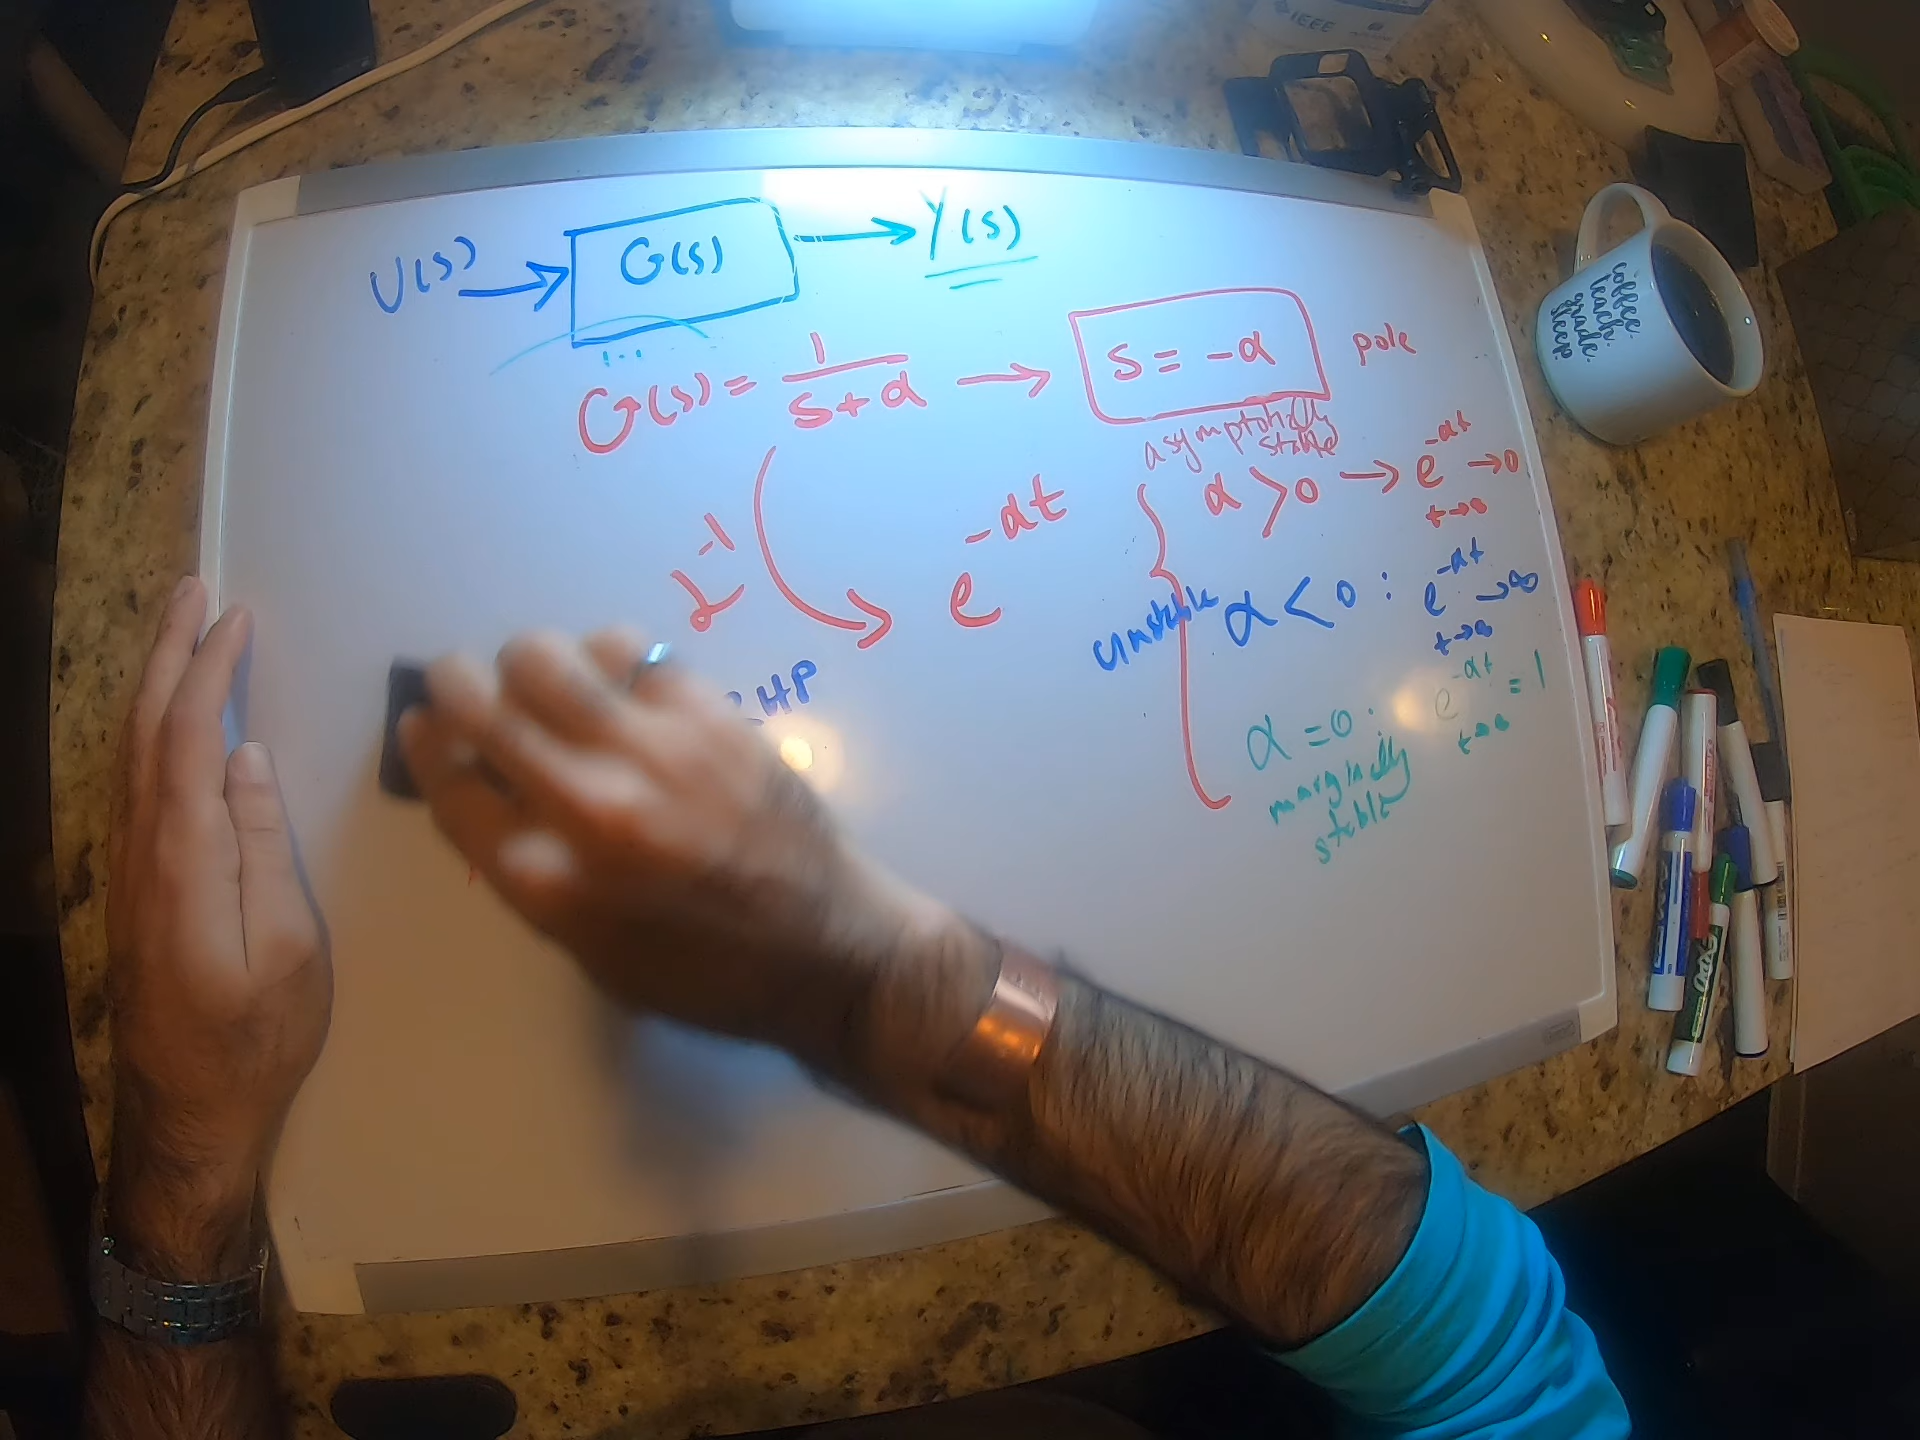 IEEE
U(s) → G(s) → Y(s)
G(s) = 1/(s+α) → s = -α pole
asymptotically
stable
α > 0 → e^{-αt} → 0
t→∞
ℒ^{-1} e^{-αt}
unstable α < 0 : e^{-αt} → ∞
t→∞
RHP
α = 0 : e^{-αt} = 1
t→∞
marginally
stable
coffee.
teach.
grade.
sleep.